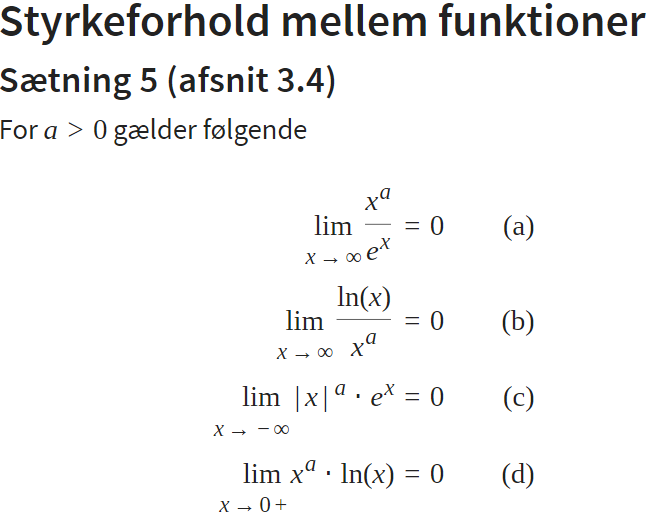 Styrkeforhold mellem funktioner
Sætning 5 (afsnit 3.4)
For a > 0 gælder følgende
lim x → ∞ x^a / e^x = 0 (a)
lim x → ∞ ln(x) / x^a = 0 (b)
lim x → −∞ |x|^a · e^x = 0 (c)
lim x → 0+ x^a · ln(x) = 0 (d)